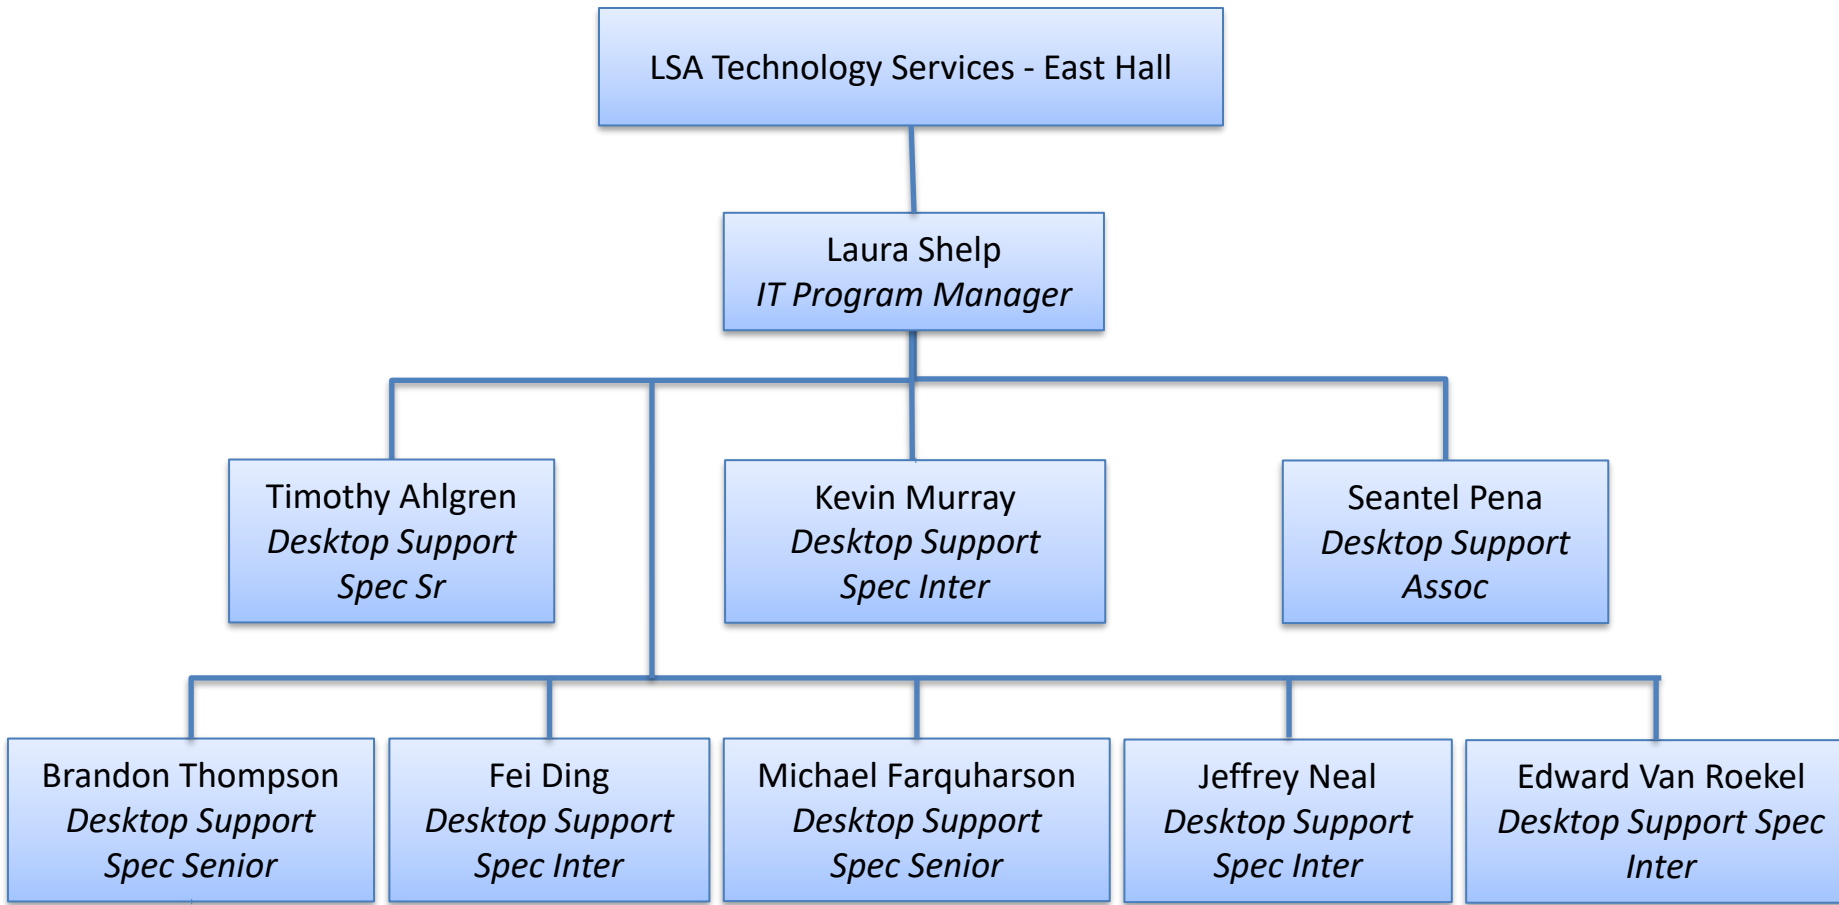 LSA Technology Services - East Hall
Laura Shelp
IT Program Manager
Timothy Ahlgren
Desktop Support
Spec Sr
Kevin Murray
Desktop Support
Spec Inter
Seantel Pena
Desktop Support
Assoc
Brandon Thompson
Desktop Support
Spec Senior
Fei Ding
Desktop Support
Spec Inter
Michael Farquharson
Desktop Support
Spec Senior
Jeffrey Neal
Desktop Support
Spec Inter
Edward Van Roekel
Desktop Support Spec
Inter